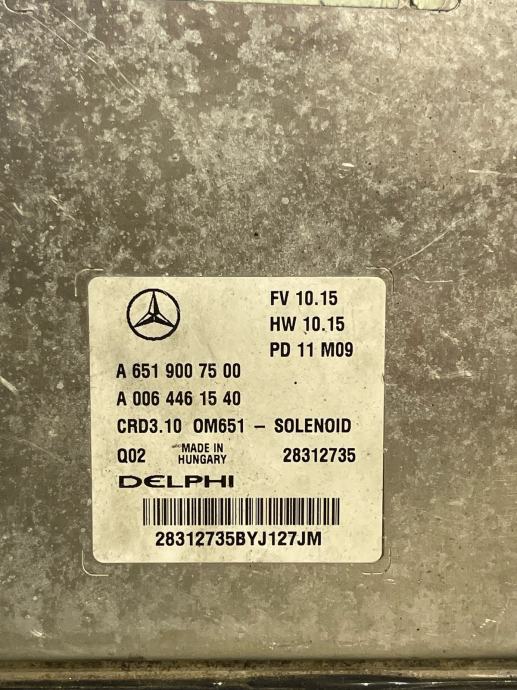 FV 10.15
HW 10.15
PD 11 M09
A 651 900 75 00
A 006 446 15 40
CRD3.10 OM651 – SOLENOID
Q02 MADE IN HUNGARY 28312735
DELPHI
28312735BYJ127JM